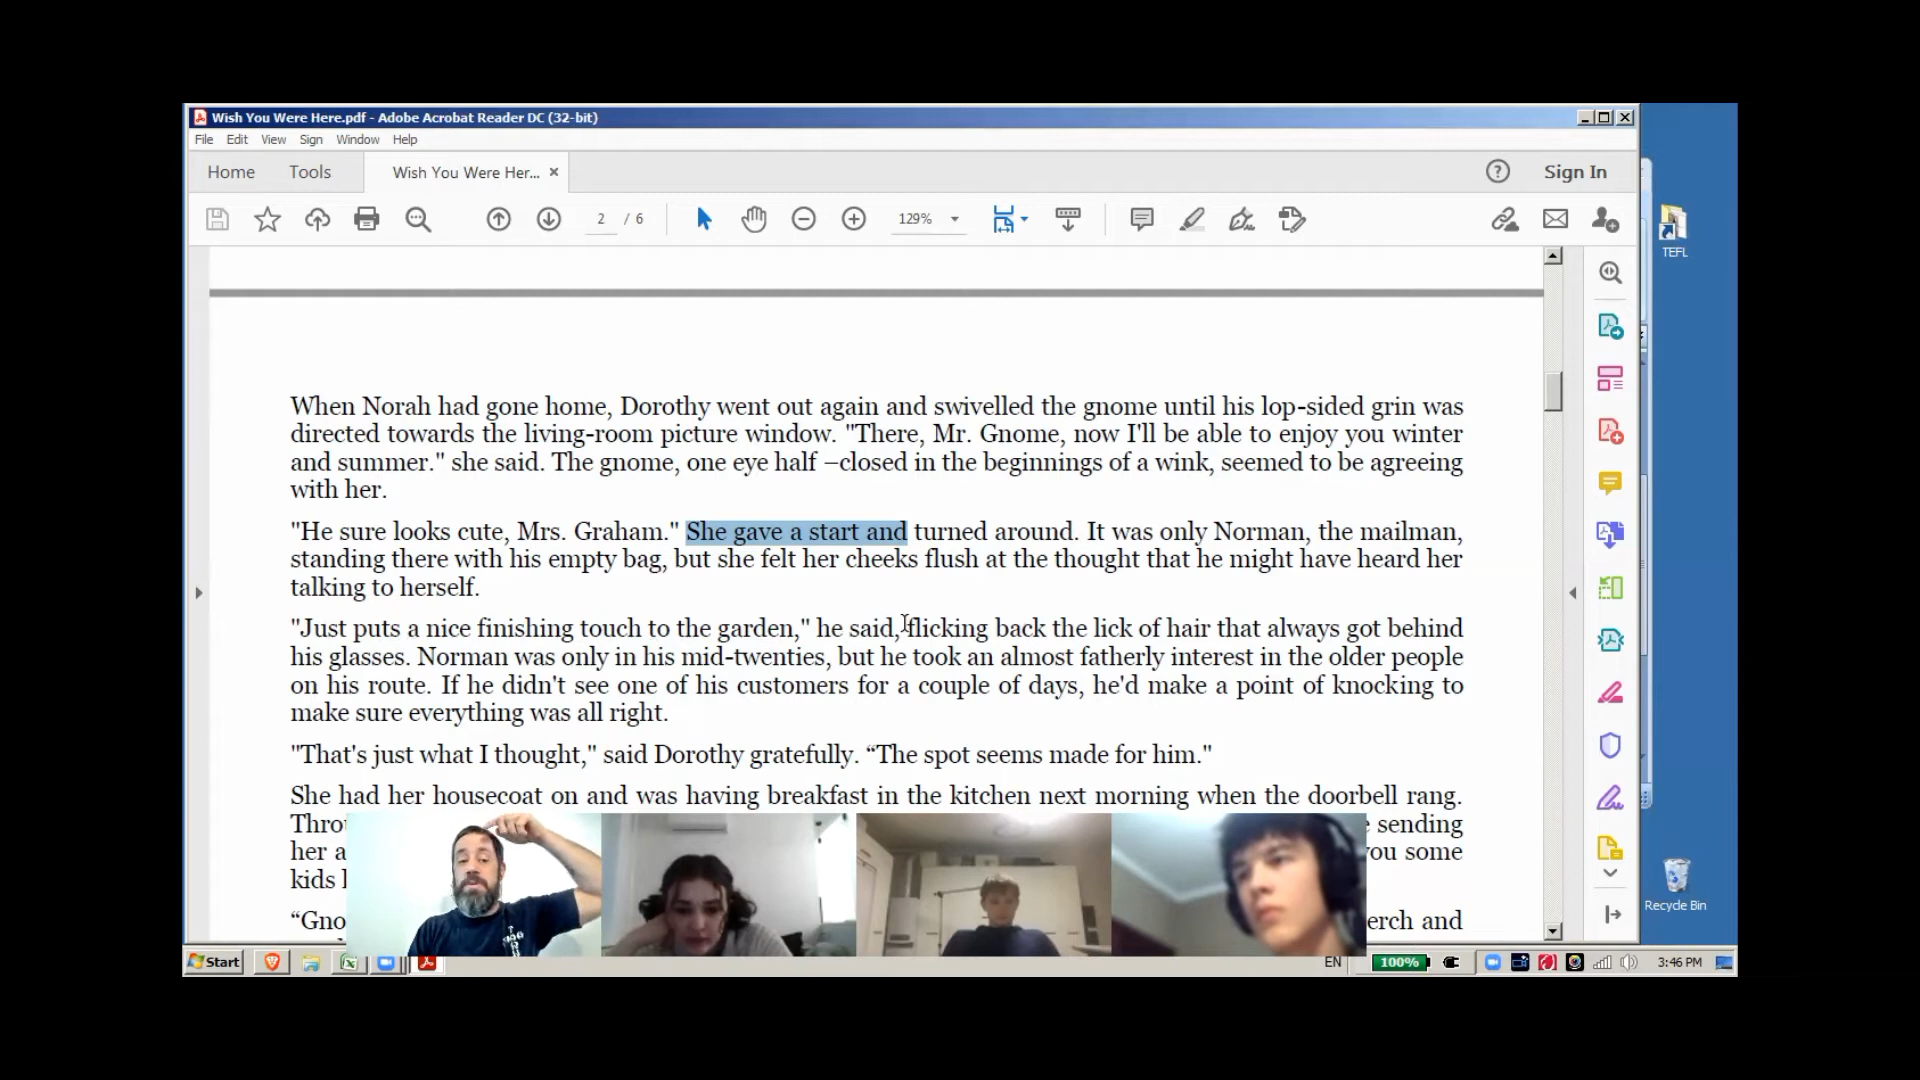 Wish You Were Here.pdf - Adobe Acrobat Reader DC (32-bit)
File Edit View Sign Window Help
Home Tools Wish You Were Her... Sign In
2 / 6 129%
TEFL
When Norah had gone home, Dorothy went out again and swivelled the gnome until his lop-sided grin was
directed towards the living-room picture window. "There, Mr. Gnome, now I'll be able to enjoy you winter
and summer." she said. The gnome, one eye half –closed in the beginnings of a wink, seemed to be agreeing
with her.
"He sure looks cute, Mrs. Graham." She gave a start and turned around. It was only Norman, the mailman,
standing there with his empty bag, but she felt her cheeks flush at the thought that he might have heard her
talking to herself.
"Just puts a nice finishing touch to the garden," he said, flicking back the lick of hair that always got behind
his glasses. Norman was only in his mid-twenties, but he took an almost fatherly interest in the older people
on his route. If he didn't see one of his customers for a couple of days, he'd make a point of knocking to
make sure everything was all right.
"That's just what I thought," said Dorothy gratefully. “The spot seems made for him."
She had her housecoat on and was having breakfast in the kitchen next morning when the doorbell rang.
sending
her a you some
kids
“Gno erch and
Recycle Bin
Start EN 100% 3:46 PM